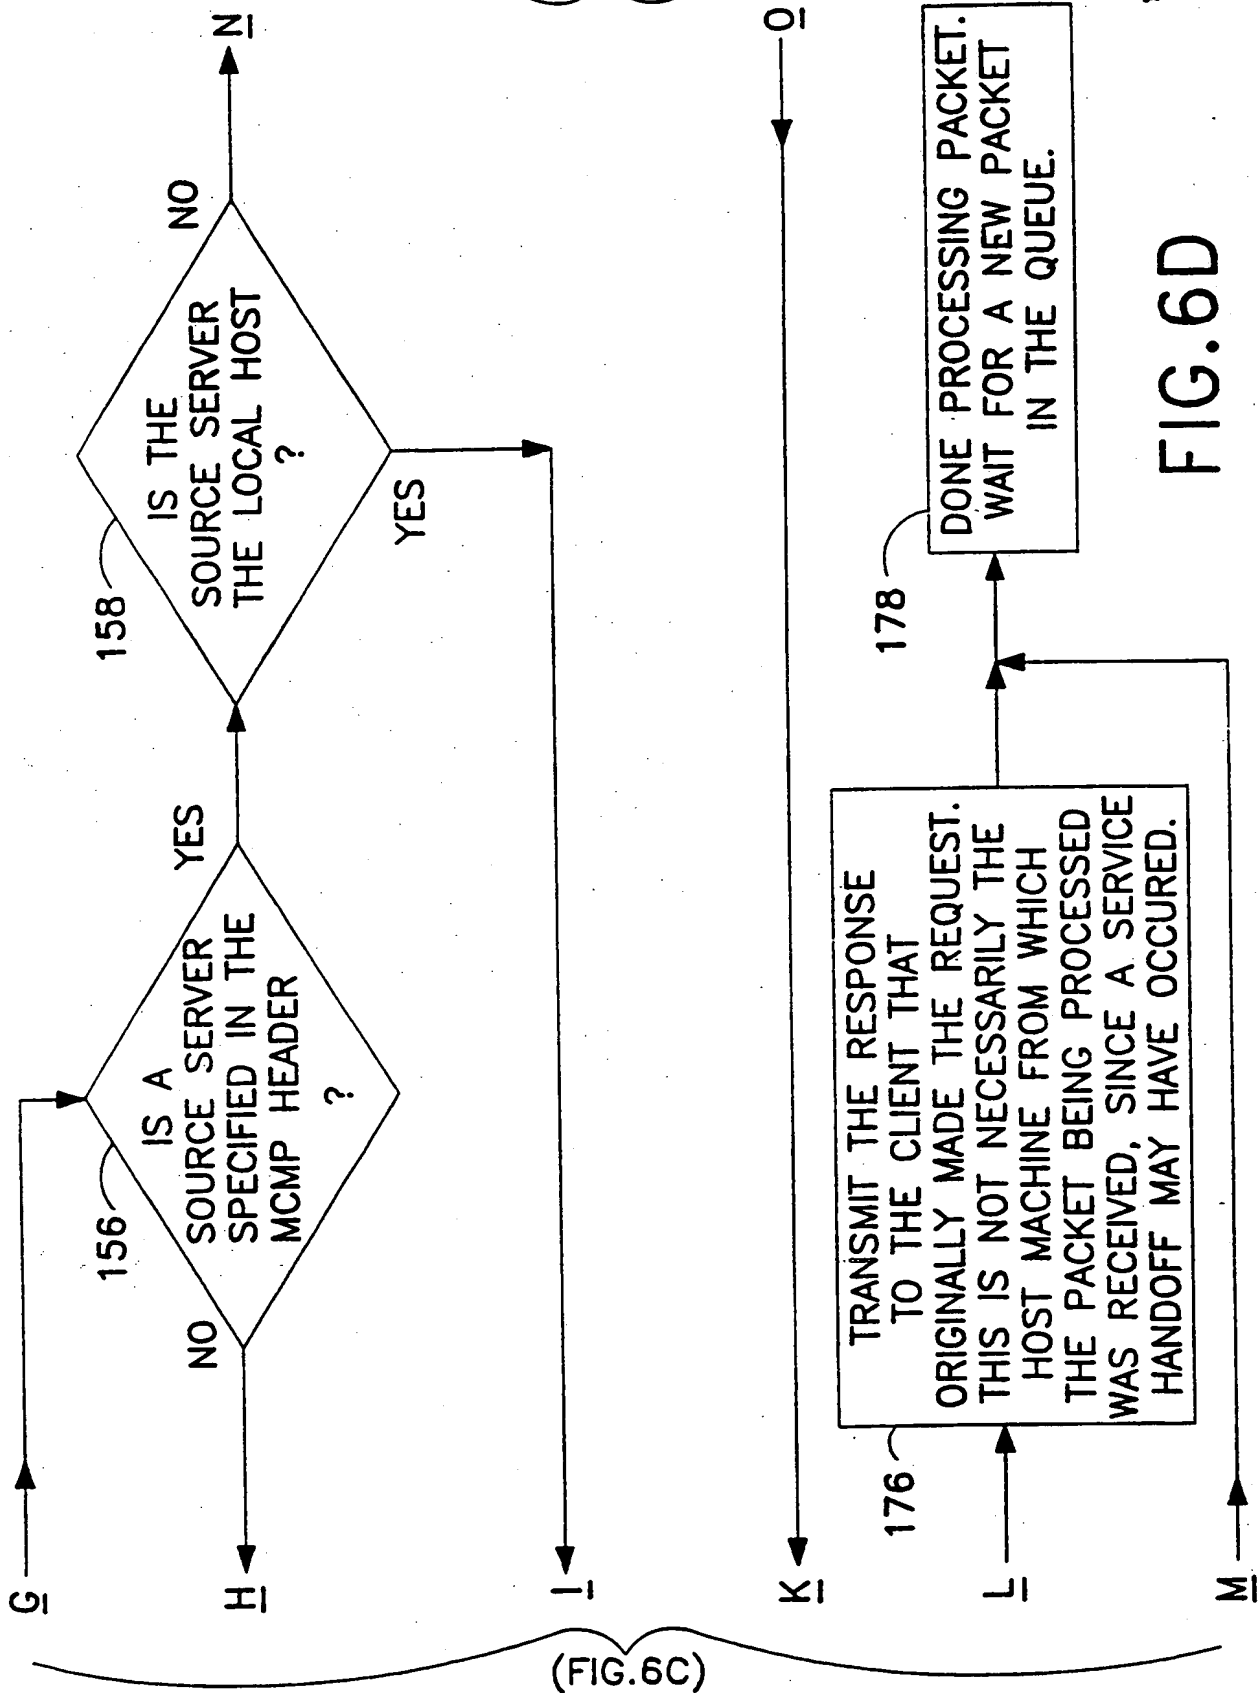 (FIG.6C)
G
H
I
K
L
M
156
IS A
SOURCE SERVER
SPECIFIED IN THE
MCMP HEADER
?
NO
YES
158
IS THE
SOURCE SERVER
THE LOCAL HOST
?
NO
YES
N
O
176
TRANSMIT THE RESPONSE
TO THE CLIENT THAT
ORIGINALLY MADE THE REQUEST.
THIS IS NOT NECESSARILY THE
HOST MACHINE FROM WHICH
THE PACKET BEING PROCESSED
WAS RECEIVED, SINCE A SERVICE
HANDOFF MAY HAVE OCCURED.
178
DONE PROCESSING PACKET.
WAIT FOR A NEW PACKET
IN THE QUEUE.
FIG.6D